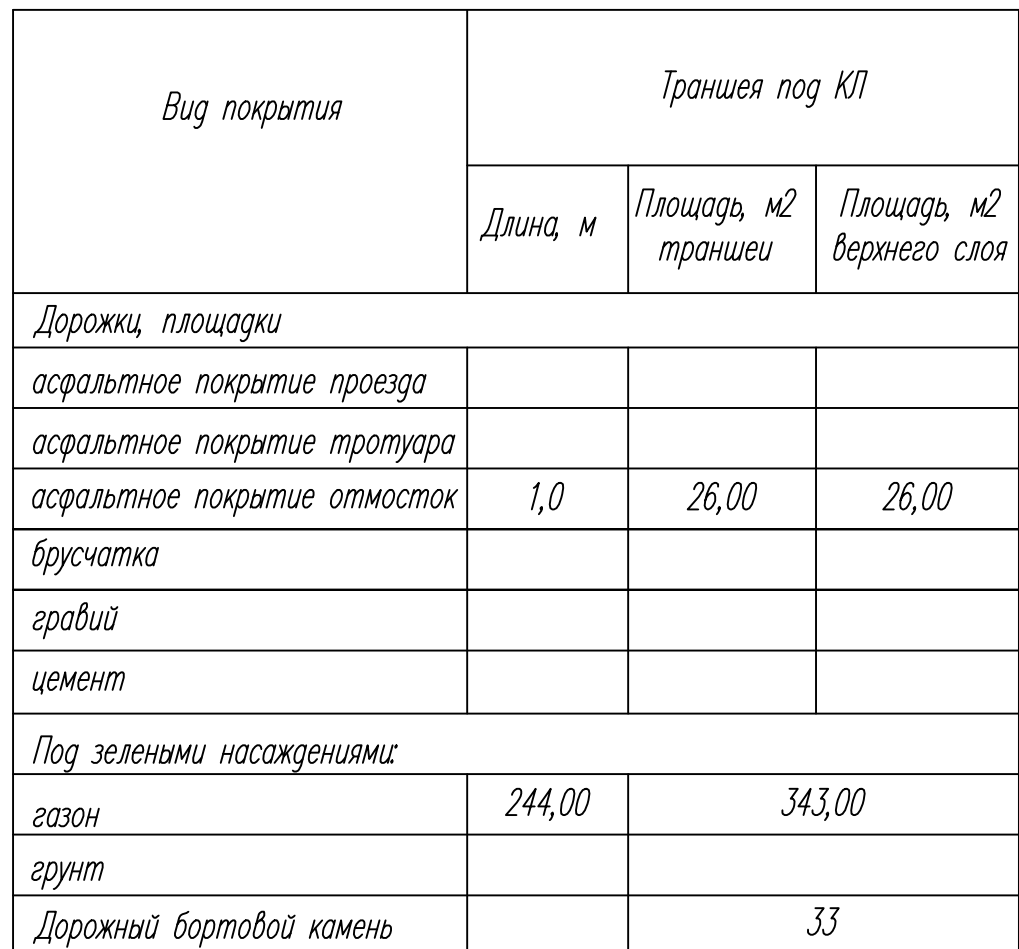 Вид покрытия
Траншея под КЛ
Длина, м
Площадь, м2
траншеи
Площадь, м2
верхнего слоя
Дорожки, площадки
асфальтное покрытие проезда
асфальтное покрытие тротуара
асфальтное покрытие отмосток 1,0 26,00 26,00
брусчатка
гравий
цемент
Под зелеными насаждениями:
газон 244,00 343,00
грунт
Дорожный бортовой камень 33